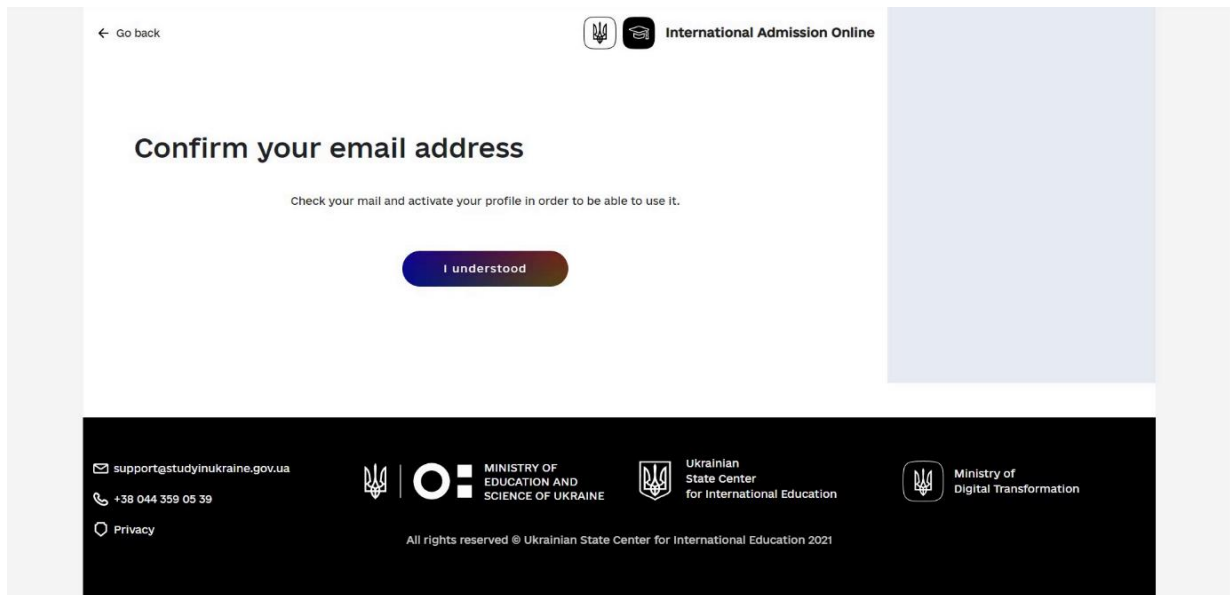 Go back
International Admission Online
Confirm your email address
Check your mail and activate your profile in order to be able to use it.
I understood
support@studyinukraine.gov.ua
+38 044 359 05 39
Privacy
MINISTRY OF
EDUCATION AND
SCIENCE OF UKRAINE
Ukrainian
State Center
for International Education
Ministry of
Digital Transformation
All rights reserved © Ukrainian State Center for International Education 2021